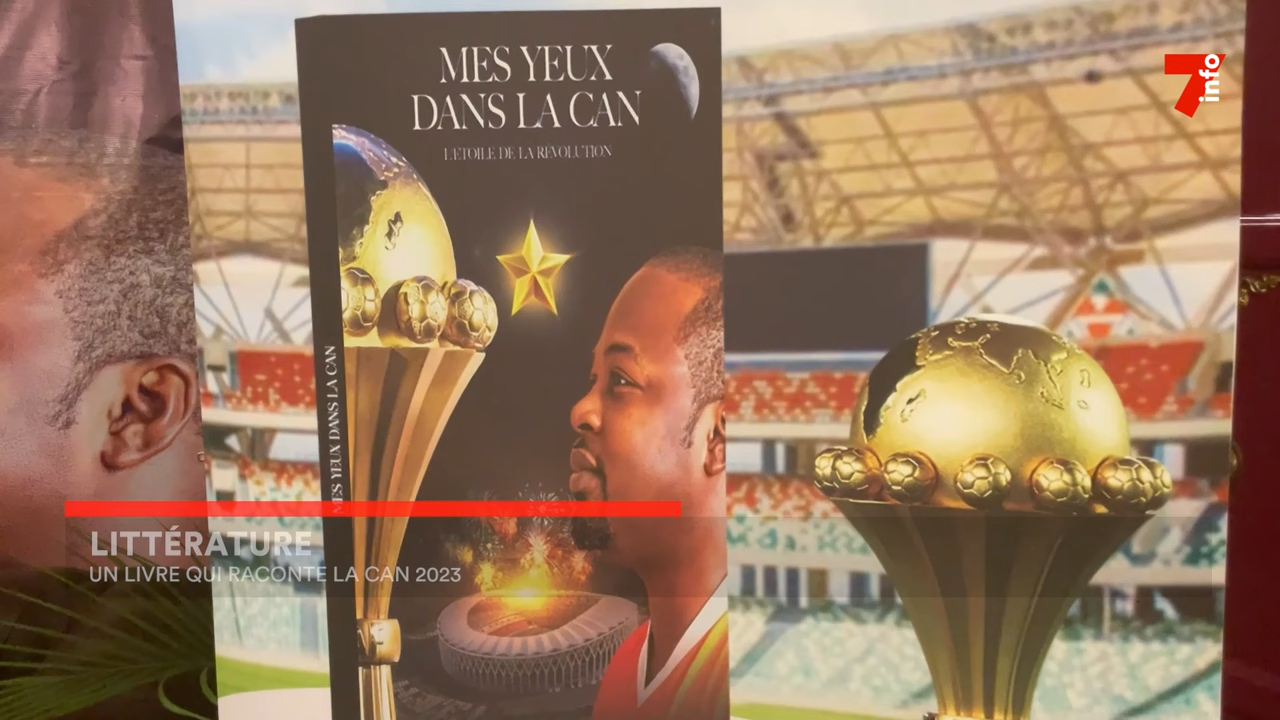 MES YEUX
DANS LA CAN
L'ETOILE DE LA REVOLUTION
MES YEUX DANS LA CAN
7info
LITTÉRATURE
UN LIVRE QUI RACONTE LA CAN 2023